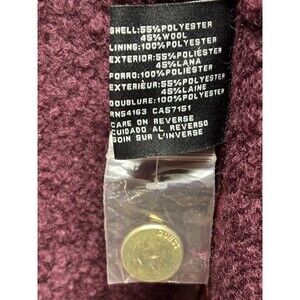 SHELL:55%POLYESTER
45%WOOL
LINING:100%POLYESTER
EXTERIOR:55%POLIÉSTER
45%LANA
FORRO:100%POLIÉSTER
EXTÉRIEUR:55%POLYESTER
45%LAINE
DOUBLURE:100%POLYESTER
RN54163 CA57151
CARE ON REVERSE
CUIDADO AL REVERSO
SOIN SUR L'INVERSE